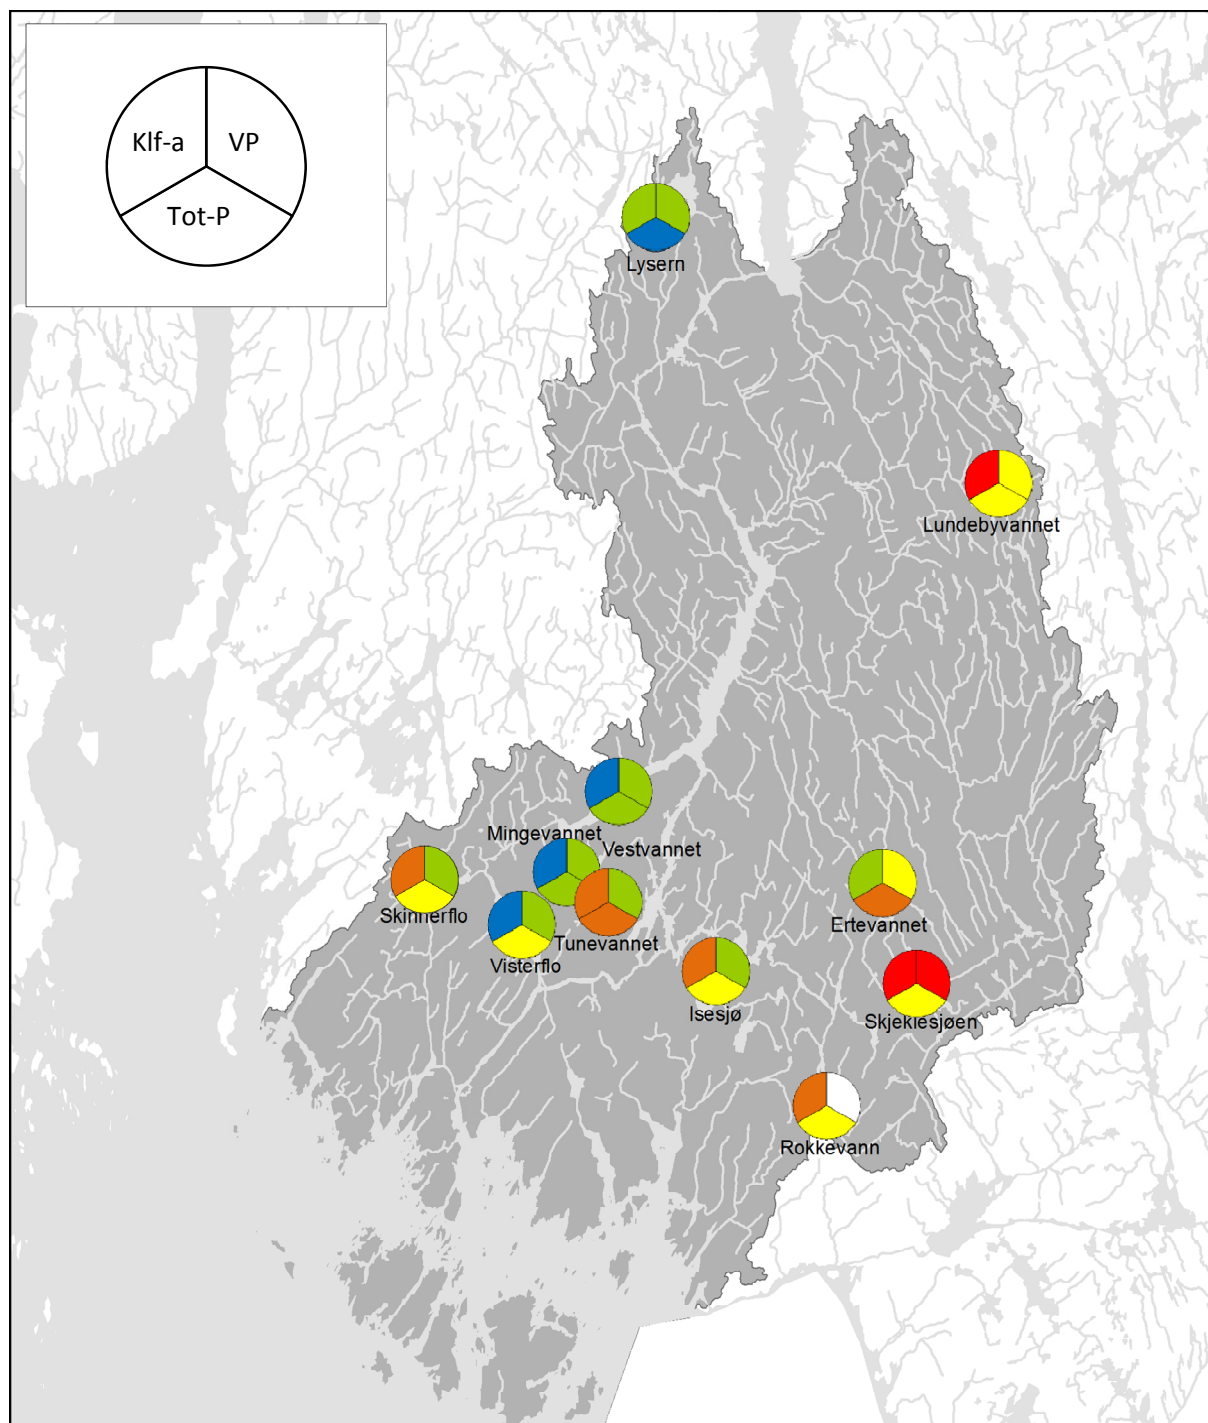 Klf-a VP
Tot-P
Lysern
Lundebyvannet
Mingevannet
Vestvannet
Skinnerflo
Ertevannet
Tunevannet
Visterflo
Isesjø
Skjeklesjøen
Rokkevann